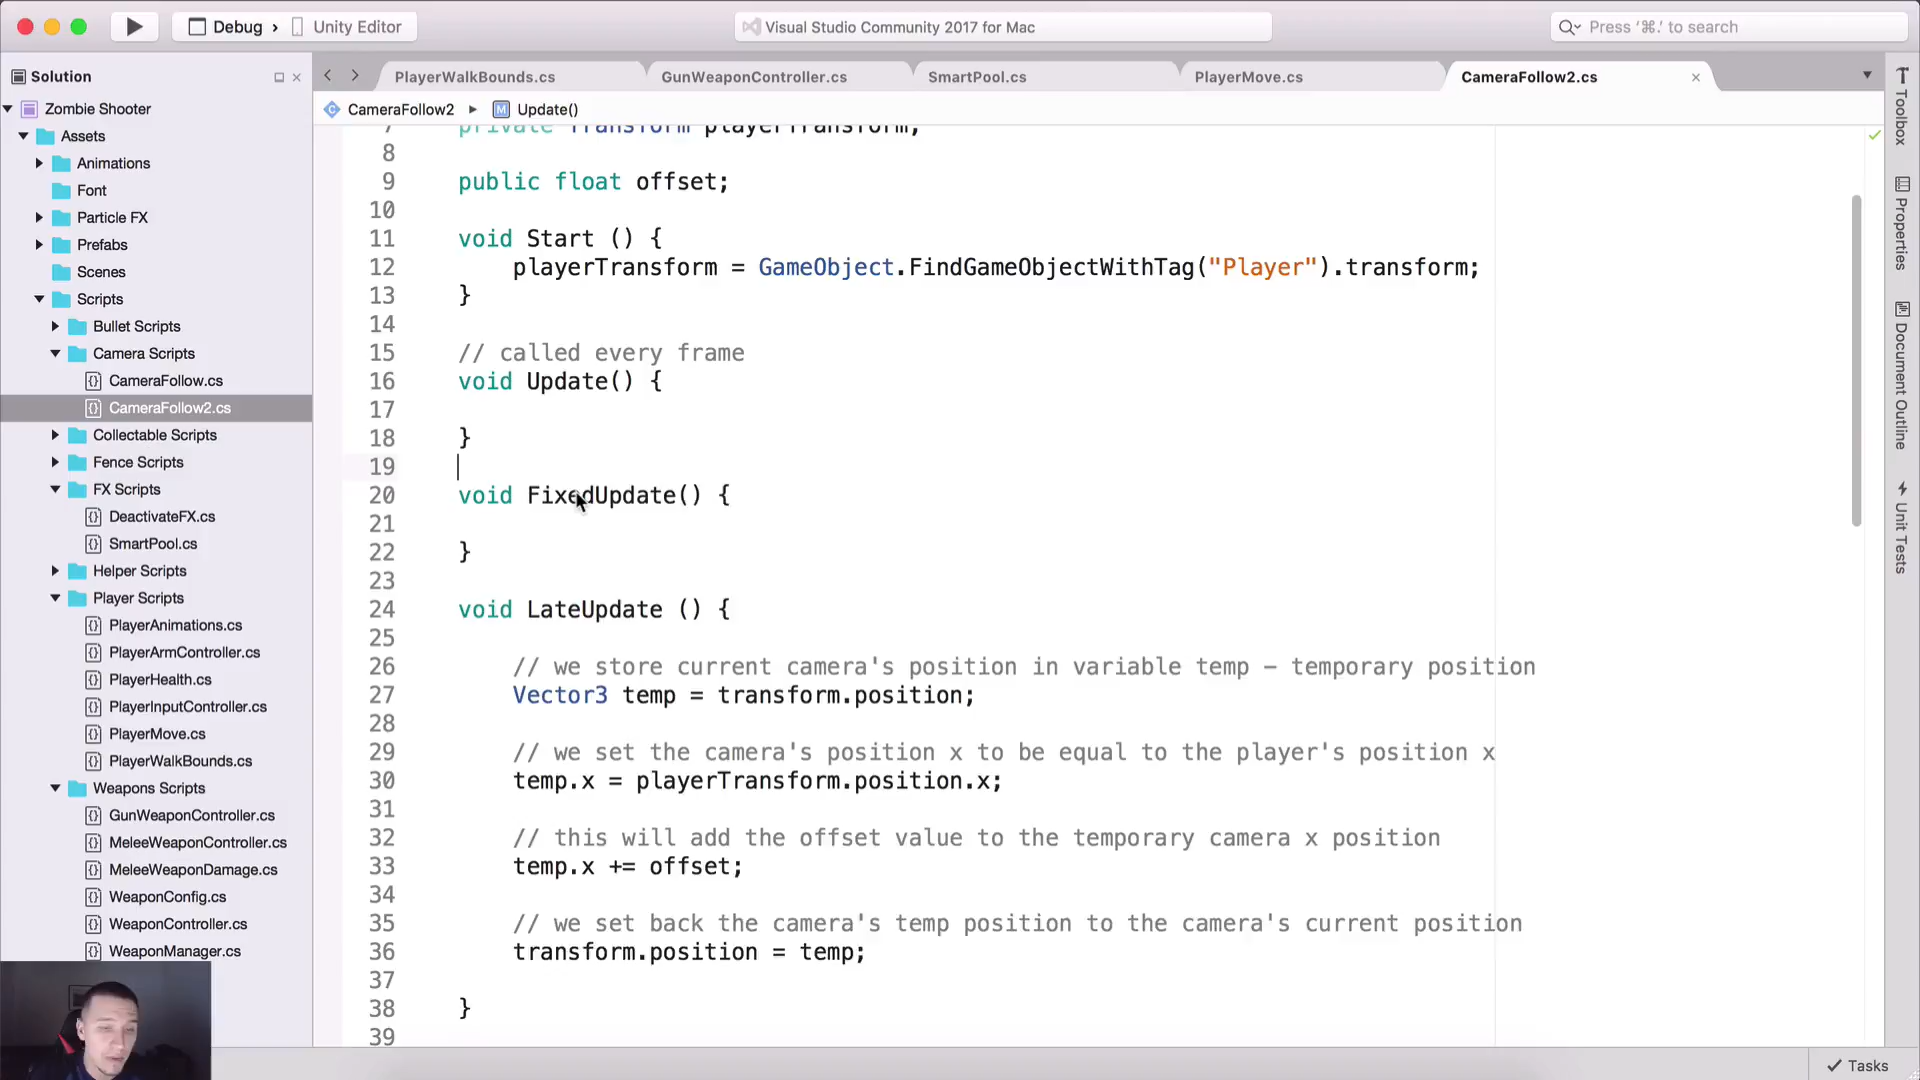 Debug › Unity Editor
Visual Studio Community 2017 for Mac
Press ‘⌘.’ to search
Solution
PlayerWalkBounds.cs
GunWeaponController.cs
SmartPool.cs
PlayerMove.cs
CameraFollow2.cs
CameraFollow2 ▸ M Update()
Zombie Shooter
Assets
Animations
Font
Particle FX
Prefabs
Scenes
Scripts
Bullet Scripts
Camera Scripts
CameraFollow.cs
CameraFollow2.cs
Collectable Scripts
Fence Scripts
FX Scripts
DeactivateFX.cs
SmartPool.cs
Helper Scripts
Player Scripts
PlayerAnimations.cs
PlayerArmController.cs
PlayerHealth.cs
PlayerInputController.cs
PlayerMove.cs
PlayerWalkBounds.cs
Weapons Scripts
GunWeaponController.cs
MeleeWeaponController.cs
MeleeWeaponDamage.cs
WeaponConfig.cs
WeaponController.cs
WeaponManager.cs
7 private Transform playerTransform;
8
9 public float offset;
10
11 void Start () {
12 playerTransform = GameObject.FindGameObjectWithTag("Player").transform;
13 }
14
15 // called every frame
16 void Update() {
17
18 }
19
20 void FixedUpdate() {
21
22 }
23
24 void LateUpdate () {
25
26 // we store current camera's position in variable temp – temporary position
27 Vector3 temp = transform.position;
28
29 // we set the camera's position x to be equal to the player's position x
30 temp.x = playerTransform.position.x;
31
32 // this will add the offset value to the temporary camera x position
33 temp.x += offset;
34
35 // we set back the camera's temp position to the camera's current position
36 transform.position = temp;
37
38 }
39
Toolbox
Properties
Document Outline
Unit Tests
Tasks